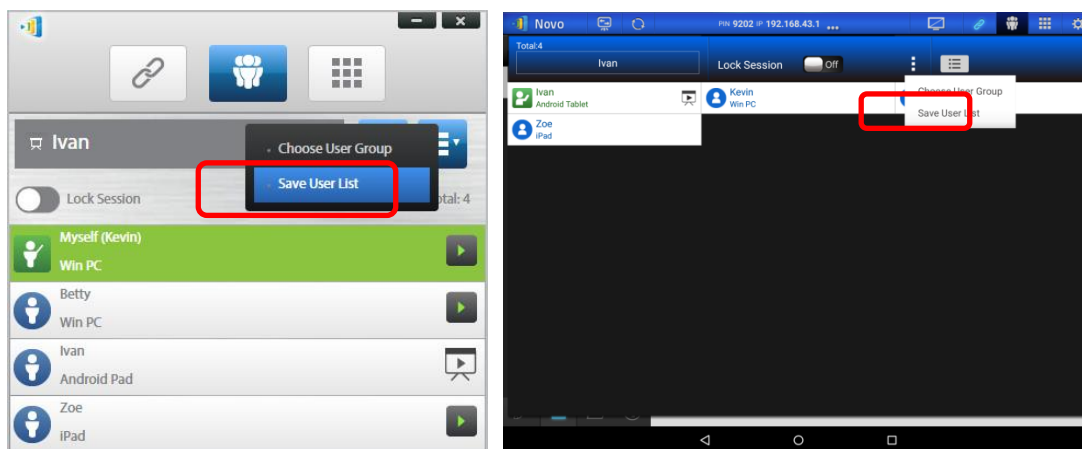 Ivan
Choose User Group
Save User List
Lock Session
otal: 4
Myself (Kevin)
Win PC
Betty
Win PC
Ivan
Android Pad
Zoe
iPad
Novo
PIN 9202 IP 192.168.43.1 ...
Total:4
Ivan
Lock Session
Off
Choose User Group
Save User List
Ivan
Android Tablet
Kevin
Win PC
Zoe
iPad